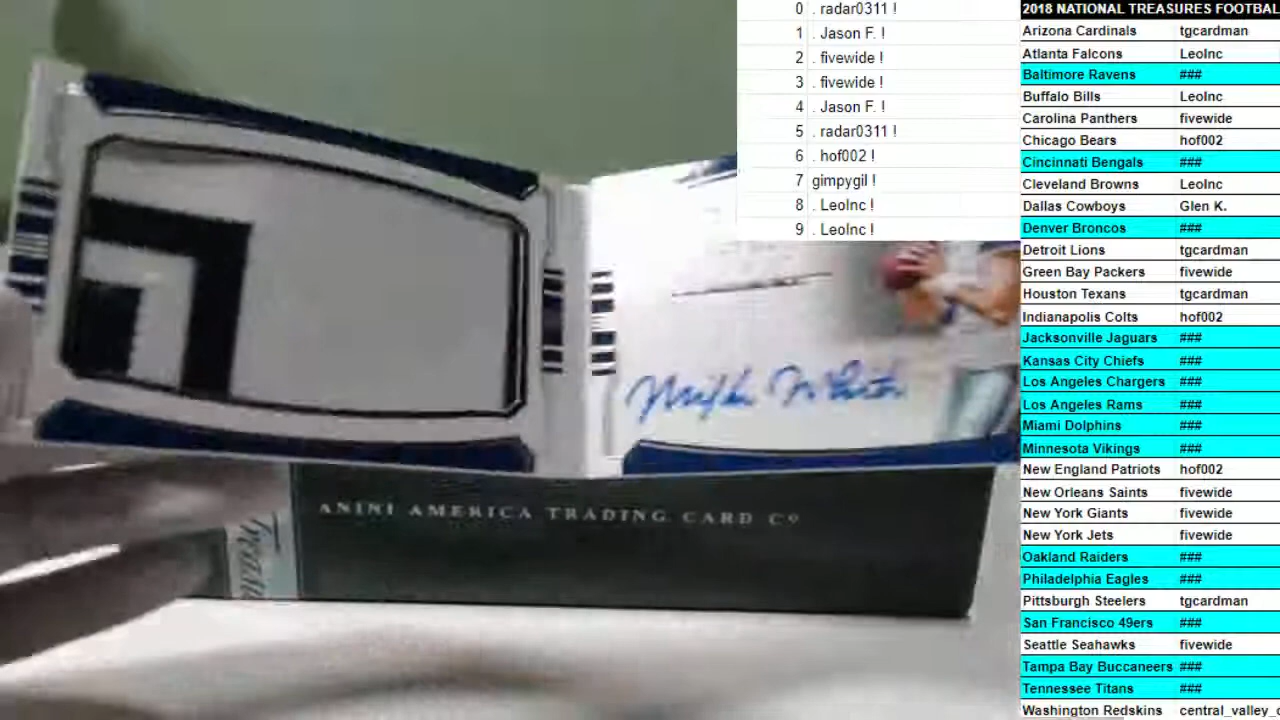 0 . radar0311 !
1 . Jason F. !
2 . fivewide !
3 . fivewide !
4 . Jason F. !
5 . radar0311 !
6 . hof002 !
7 gimpygil !
8 . LeoInc !
9 . LeoInc !
2018 NATIONAL TREASURES FOOTBAL
Arizona Cardinals tgcardman
Atlanta Falcons LeoInc
Baltimore Ravens ###
Buffalo Bills LeoInc
Carolina Panthers fivewide
Chicago Bears hof002
Cincinnati Bengals ###
Cleveland Browns LeoInc
Dallas Cowboys Glen K.
Denver Broncos ###
Detroit Lions tgcardman
Green Bay Packers fivewide
Houston Texans tgcardman
Indianapolis Colts hof002
Jacksonville Jaguars ###
Kansas City Chiefs ###
Los Angeles Chargers ###
Los Angeles Rams ###
Miami Dolphins ###
Minnesota Vikings ###
New England Patriots hof002
New Orleans Saints fivewide
New York Giants fivewide
New York Jets fivewide
Oakland Raiders ###
Philadelphia Eagles ###
Pittsburgh Steelers tgcardman
San Francisco 49ers ###
Seattle Seahawks fivewide
Tampa Bay Buccaneers ###
Tennessee Titans ###
Washington Redskins central_valley_c
Mike White
ANINI AMERICA TRADING CARD Co
Treasu